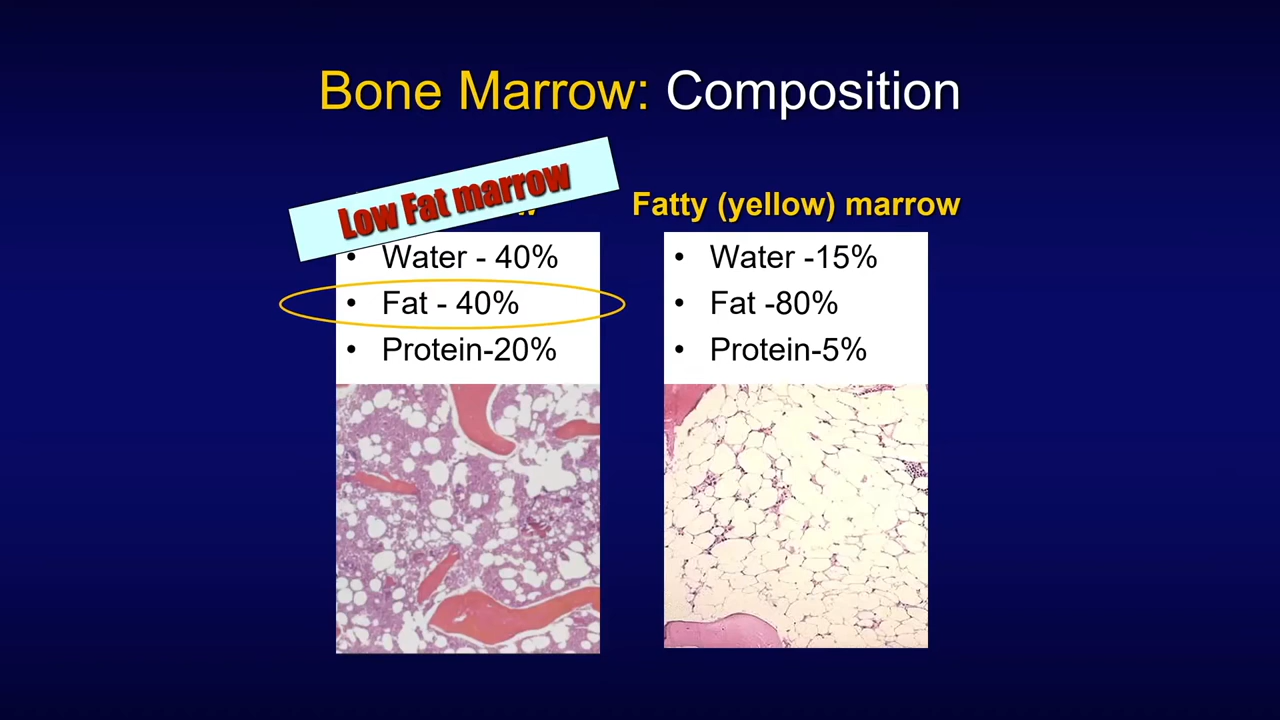 Bone Marrow: Composition
Low Fat marrow
• Water - 40%
• Fat - 40%
• Protein-20%
Fatty (yellow) marrow
• Water -15%
• Fat -80%
• Protein-5%